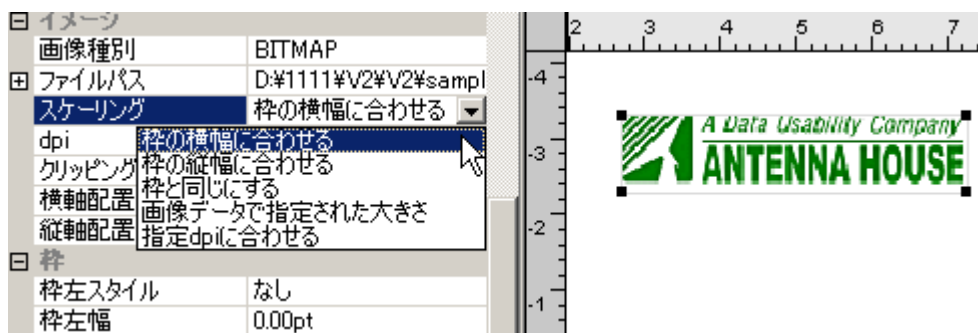 イメージ
画像種別 BITMAP
ファイルパス D:¥1111¥V2¥V2¥sampl
スケーリング 枠の横幅に合わせる
dpi 枠の横幅に合わせる
クリッピング 枠の縦幅に合わせる
枠と同じにする
横軸配置 画像データで指定された大きさ
縦軸配置 指定dpiに合わせる
枠
枠左スタイル なし
枠左幅 0.00pt
2 3 4 5 6 7
-4
-3
-2
-1
A Data Usability Company
ANTENNA HOUSE